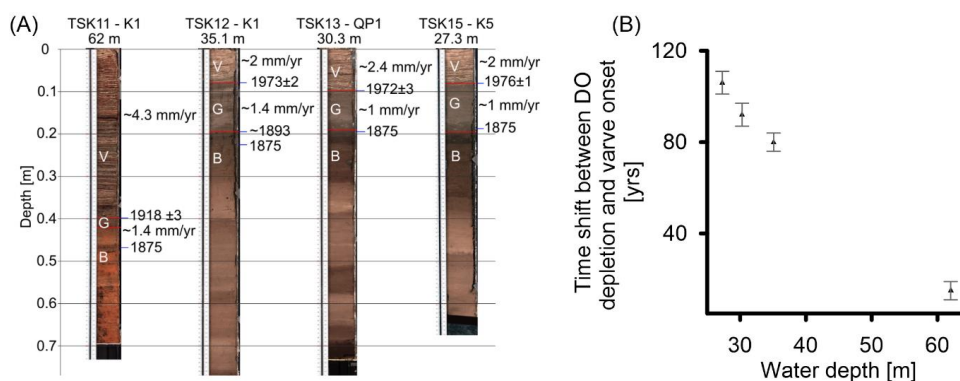 (A)
TSK11 - K1
62 m
TSK12 - K1
35.1 m
TSK13 - QP1
30.3 m
TSK15 - K5
27.3 m
Depth [m]
0
0.1
0.2
0.3
0.4
0.5
0.6
0.7
~4.3 mm/yr
V
1918 ±3
G
~1.4 mm/yr
1875
B
V
~2 mm/yr
1973±2
G
~1.4 mm/yr
~1893
1875
B
V
~2.4 mm/yr
1972±3
G
~1 mm/yr
1875
B
V
~2 mm/yr
1976±1
G
~1 mm/yr
1875
B
(B)
Time shift between DO
depletion and varve onset
[yrs]
120
80
40
30
40
50
60
Water depth [m]